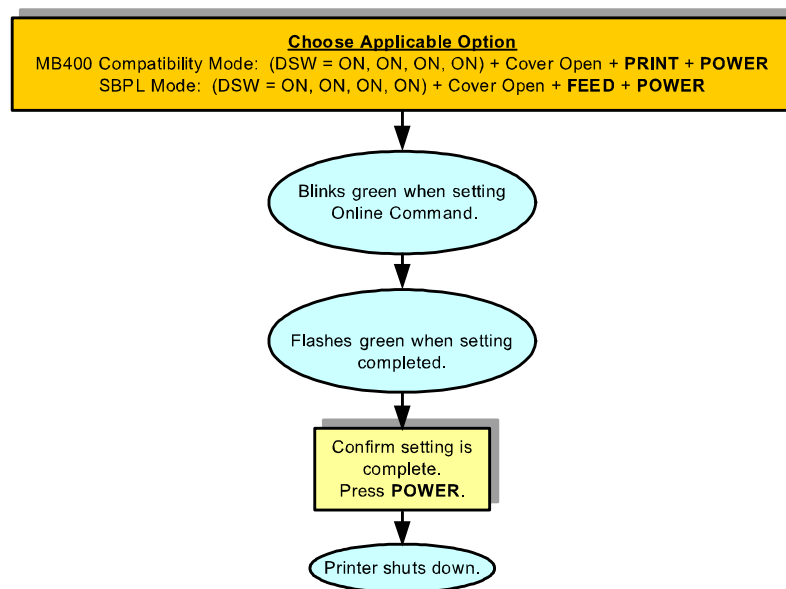 Choose Applicable Option
MB400 Compatibility Mode: (DSW = ON, ON, ON, ON) + Cover Open + PRINT + POWER
SBPL Mode: (DSW = ON, ON, ON, ON) + Cover Open + FEED + POWER
Blinks green when setting
Online Command.
Flashes green when setting
completed.
Confirm setting is
complete.
Press POWER.
Printer shuts down.